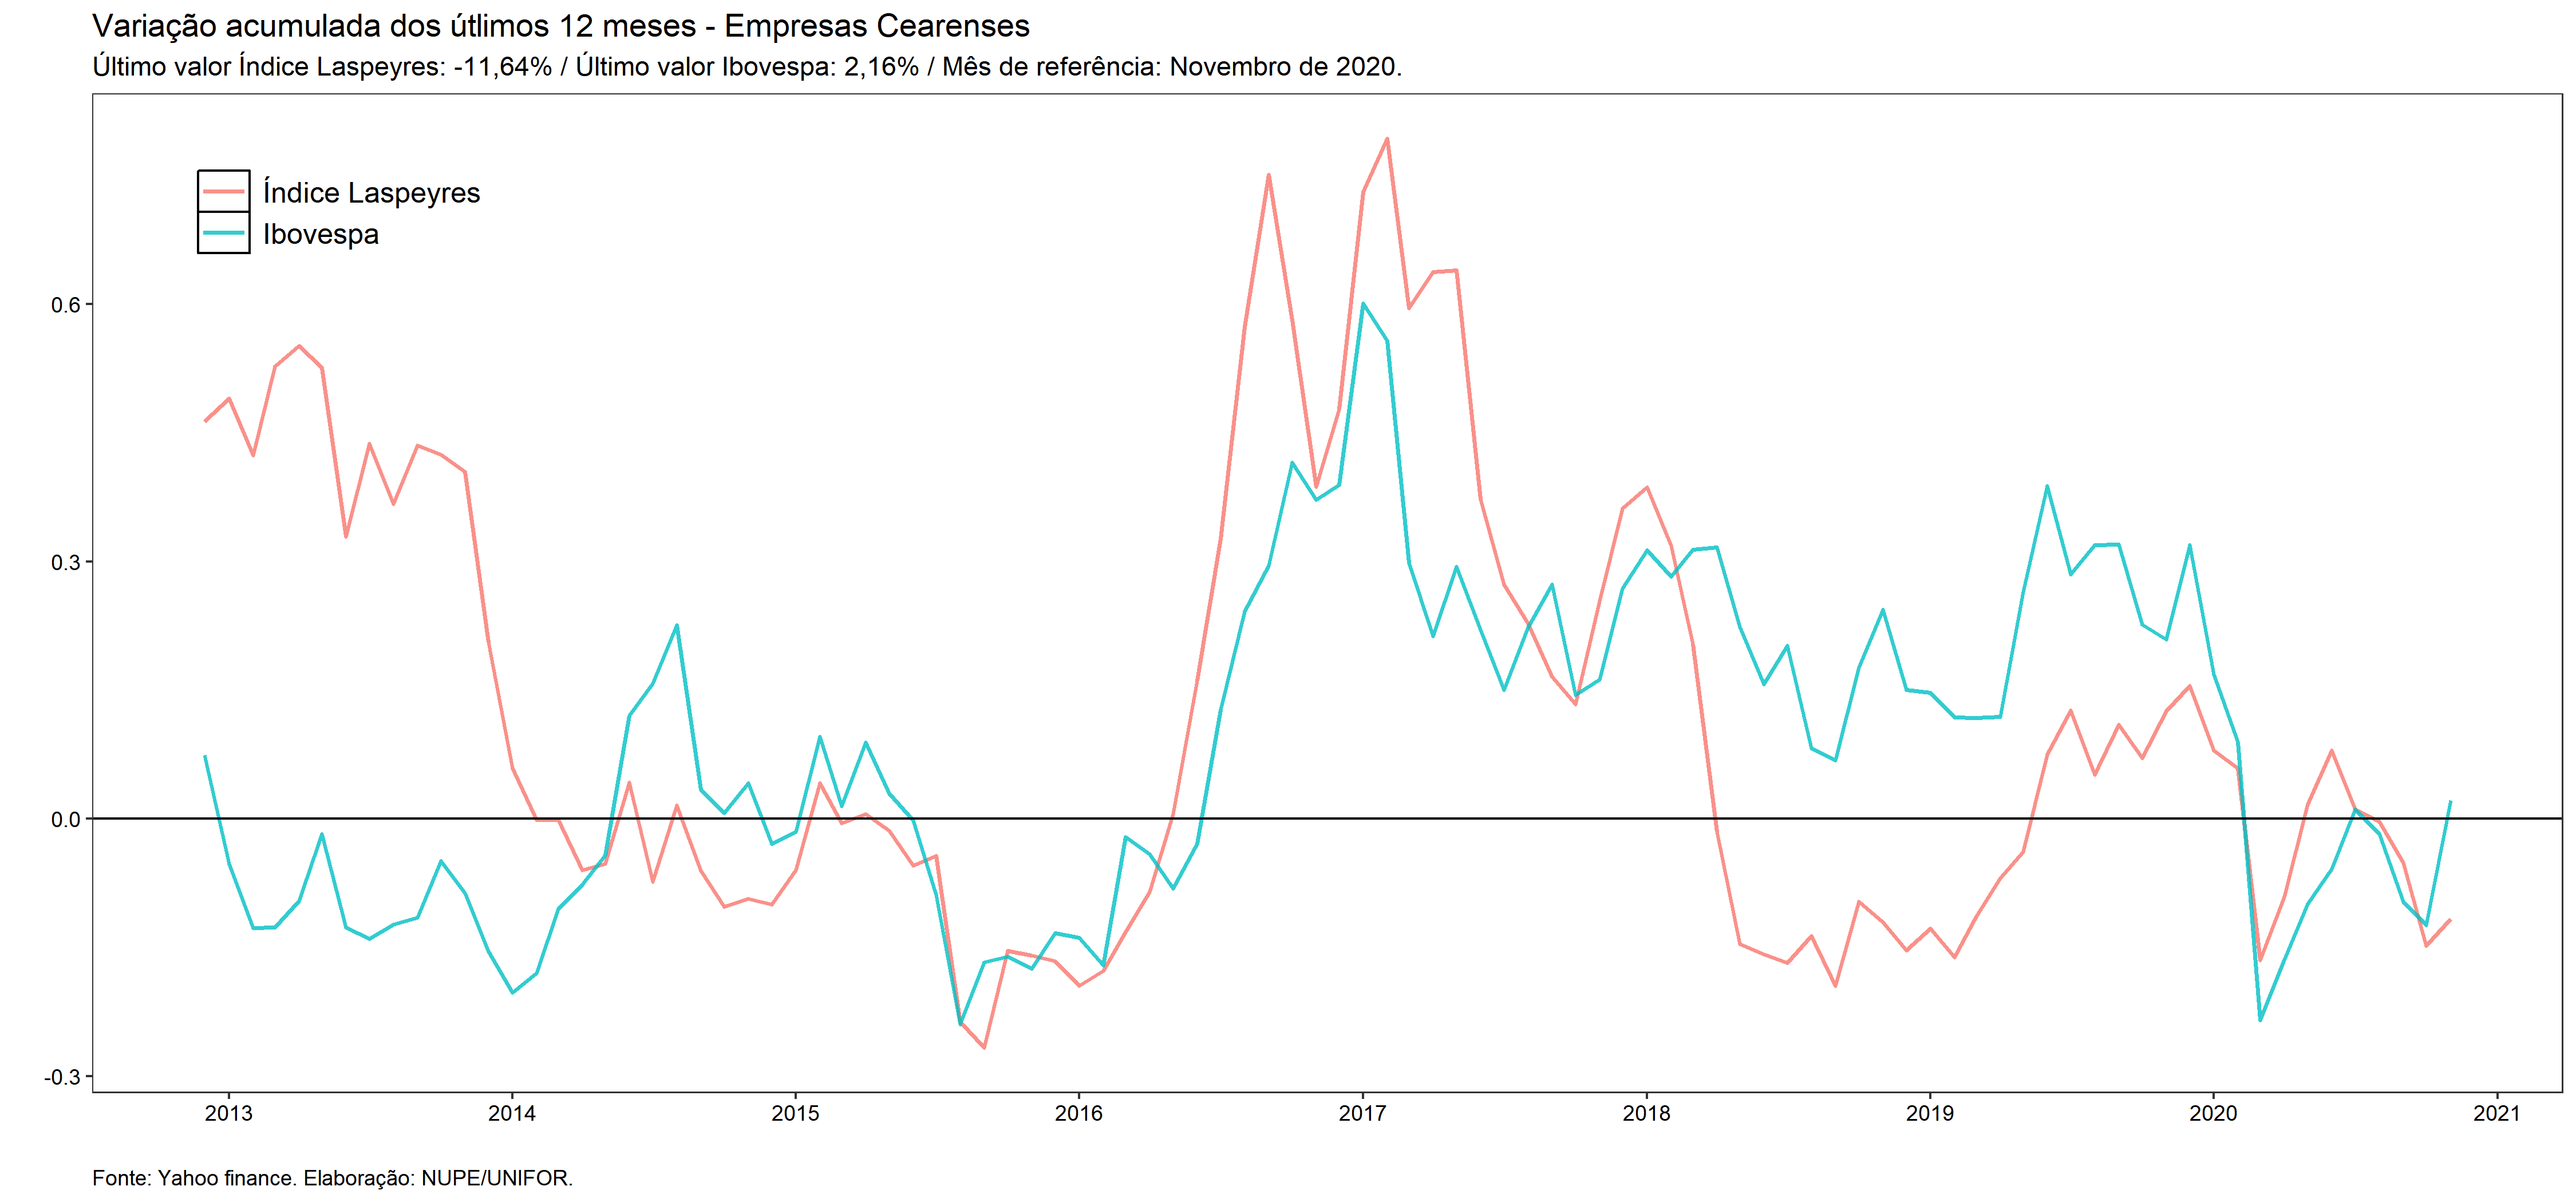 Variação acumulada dos útlimos 12 meses - Empresas Cearenses
Último valor Índice Laspeyres: -11,64% / Último valor Ibovespa: 2,16% / Mês de referência: Novembro de 2020.
Índice Laspeyres
Ibovespa
0.6
0.3
0.0
-0.3
2013 2014 2015 2016 2017 2018 2019 2020 2021
Fonte: Yahoo finance. Elaboração: NUPE/UNIFOR.